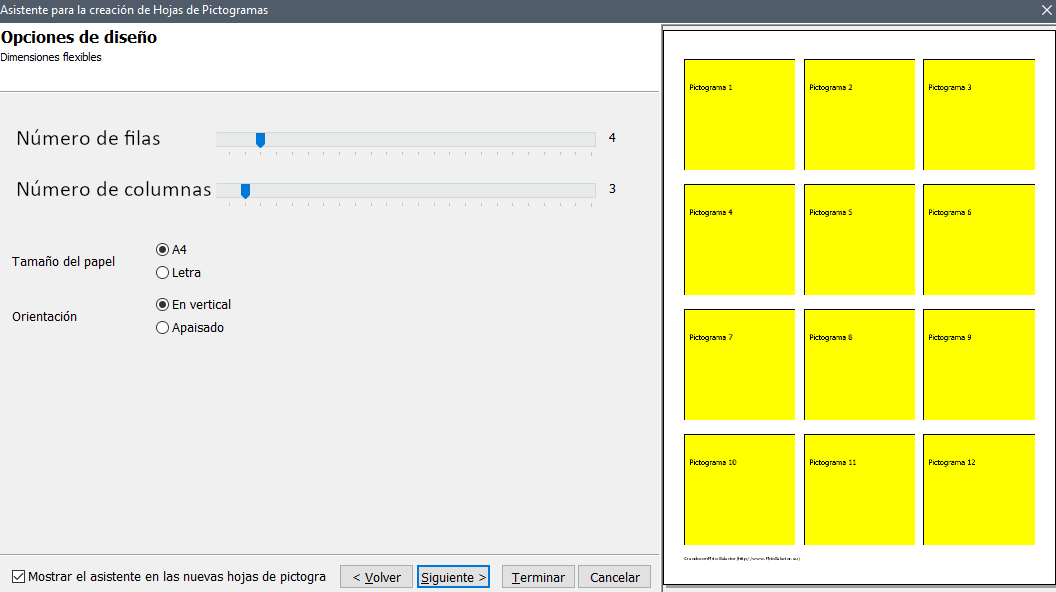 Asistente para la creación de Hojas de Pictogramas
Opciones de diseño
Dimensiones flexibles
Número de filas 4
Número de columnas 3
Tamaño del papel
A4
Letra
Orientación
En vertical
Apaisado
Mostrar el asistente en las nuevas hojas de pictogra
< Volver Siguiente > Terminar Cancelar
Pictograma 1 Pictograma 2 Pictograma 3
Pictograma 4 Pictograma 5 Pictograma 6
Pictograma 7 Pictograma 8 Pictograma 9
Pictograma 10 Pictograma 11 Pictograma 12